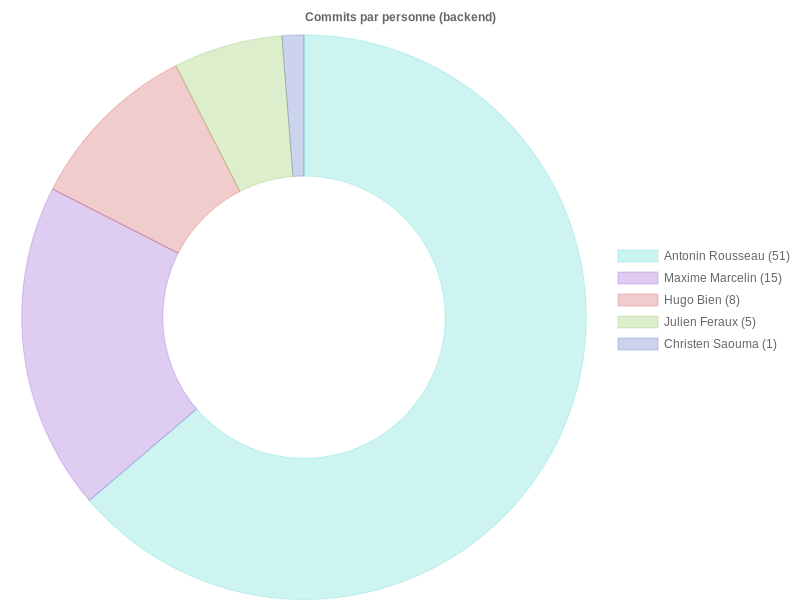 Commits par personne (backend)
Antonin Rousseau (51)
Maxime Marcelin (15)
Hugo Bien (8)
Julien Feraux (5)
Christen Saouma (1)